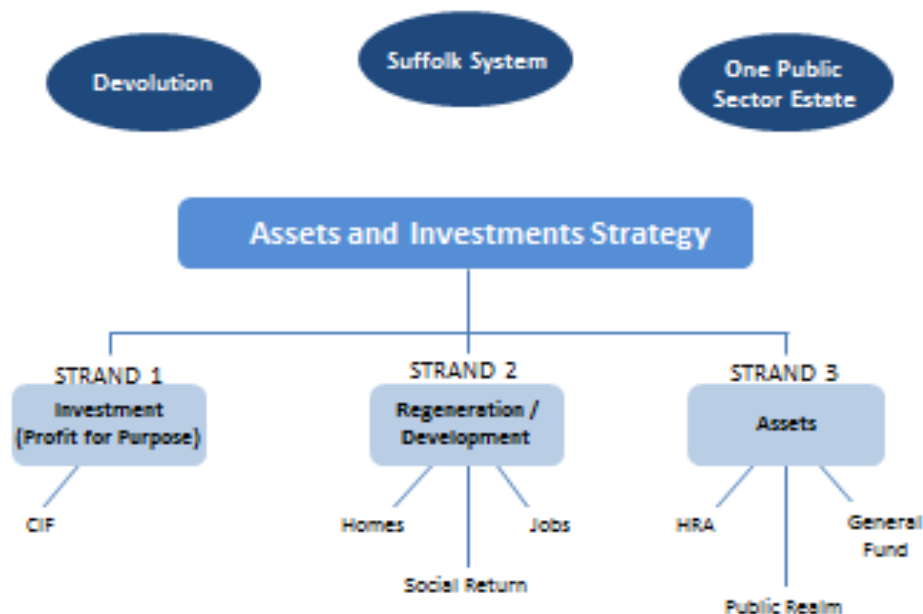 Devolution
Suffolk System
One Public
Sector Estate
Assets and Investments Strategy
STRAND 1
Investment
(Profit for Purpose)
CIF
STRAND 2
Regeneration /
Development
Homes
Social Return
Jobs
STRAND 3
Assets
HRA
Public Realm
General
Fund